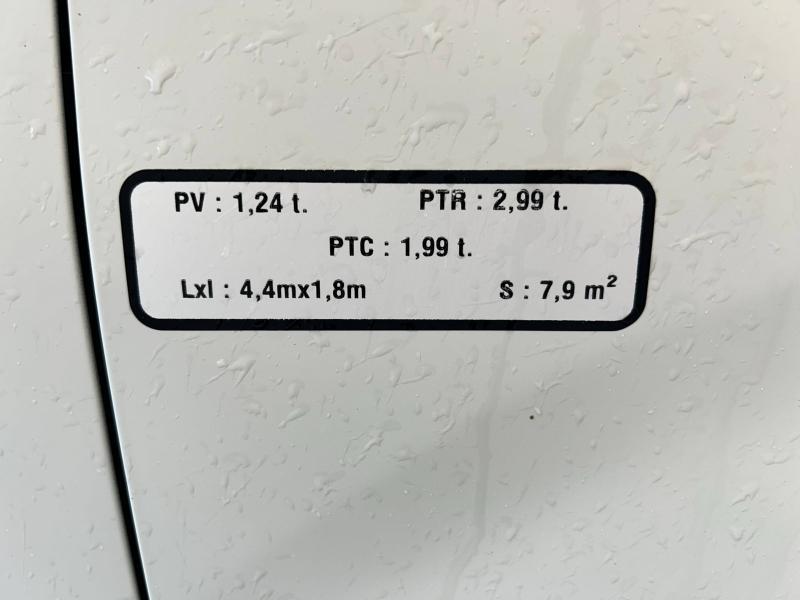 PV : 1,24 t. PTR : 2,99 t.
PTC : 1,99 t.
Lxl : 4,4mx1,8m S : 7,9 m²